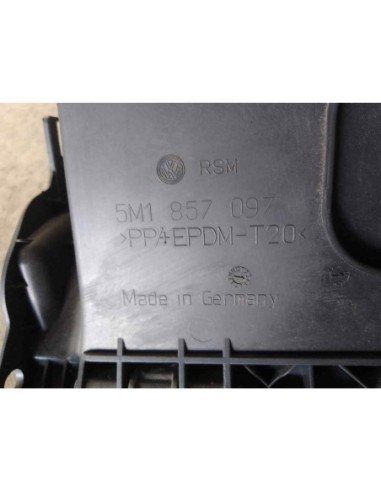 RSM
5M1 857 097
>PP+EPDM-T20<
Made in Germany